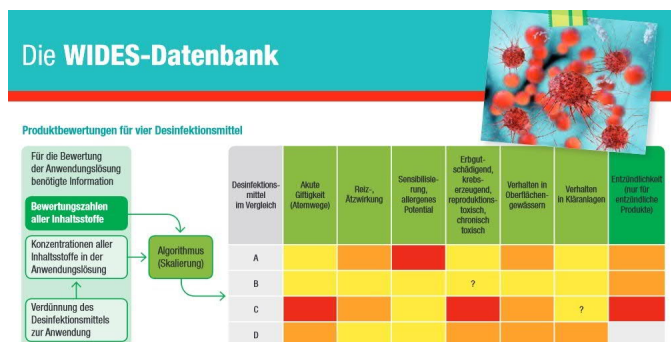 Die WIDES-Datenbank
Produktbewertungen für vier Desinfektionsmittel
Für die Bewertung
der Anwendungslösung
benötigte Information
Bewertungszahlen
aller Inhaltsstoffe
Konzentrationen aller
Inhaltsstoffe in der
Anwendungslösung
Verdünnung des
Desinfektionsmittels
zur Anwendung
Algorithmus
(Skalierung)
Desinfektions-
mittel
im Vergleich
Akute
Giftigkeit
(Atemwege)
Reiz-,
Ätzwirkung
Sensibilisie-
rung,
allergenes
Potential
Erbgut-
schädigend,
krebs-
erzeugend,
reproduktions-
toxisch,
chronisch
toxisch
Verhalten in
Oberflächen-
gewässern
Verhalten
in Kläranlagen
Entzündlichkeit
(nur für
entzündliche
Produkte)
A
B
?
C
?
D